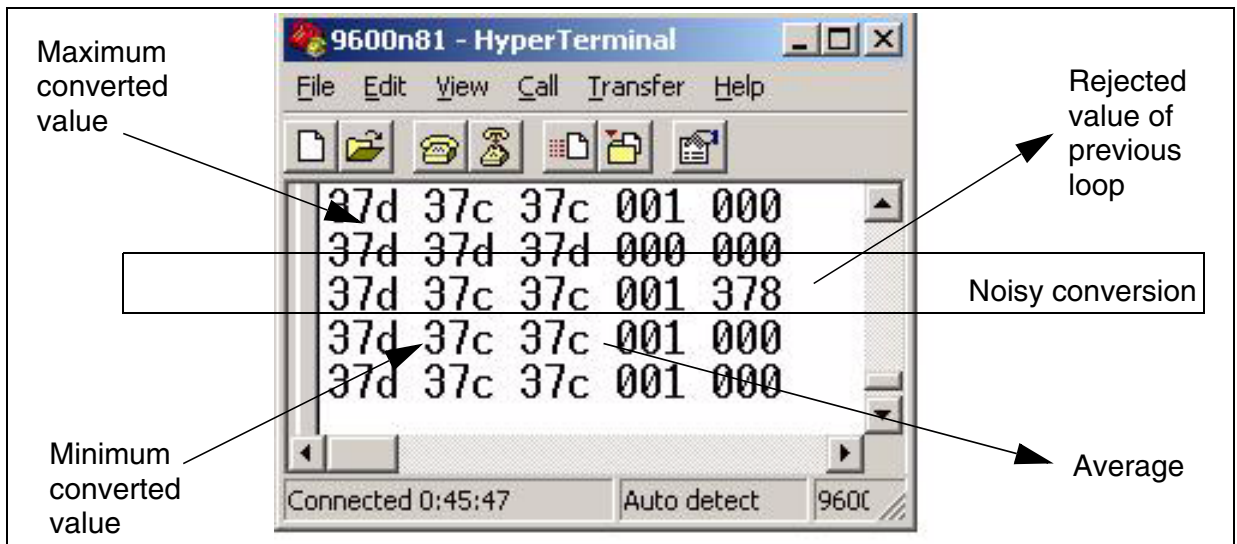 Maximum
converted
value
9600n81 - HyperTerminal
File Edit View Call Transfer Help
37d 37c 37c 001 000
37d 37d 37d 000 000
37d 37c 37c 001 378
37d 37c 37c 001 000
37d 37c 37c 001 000
Connected 0:45:47 Auto detect 960
Rejected
value of
previous
loop
Noisy conversion
Minimum
converted
value
Average